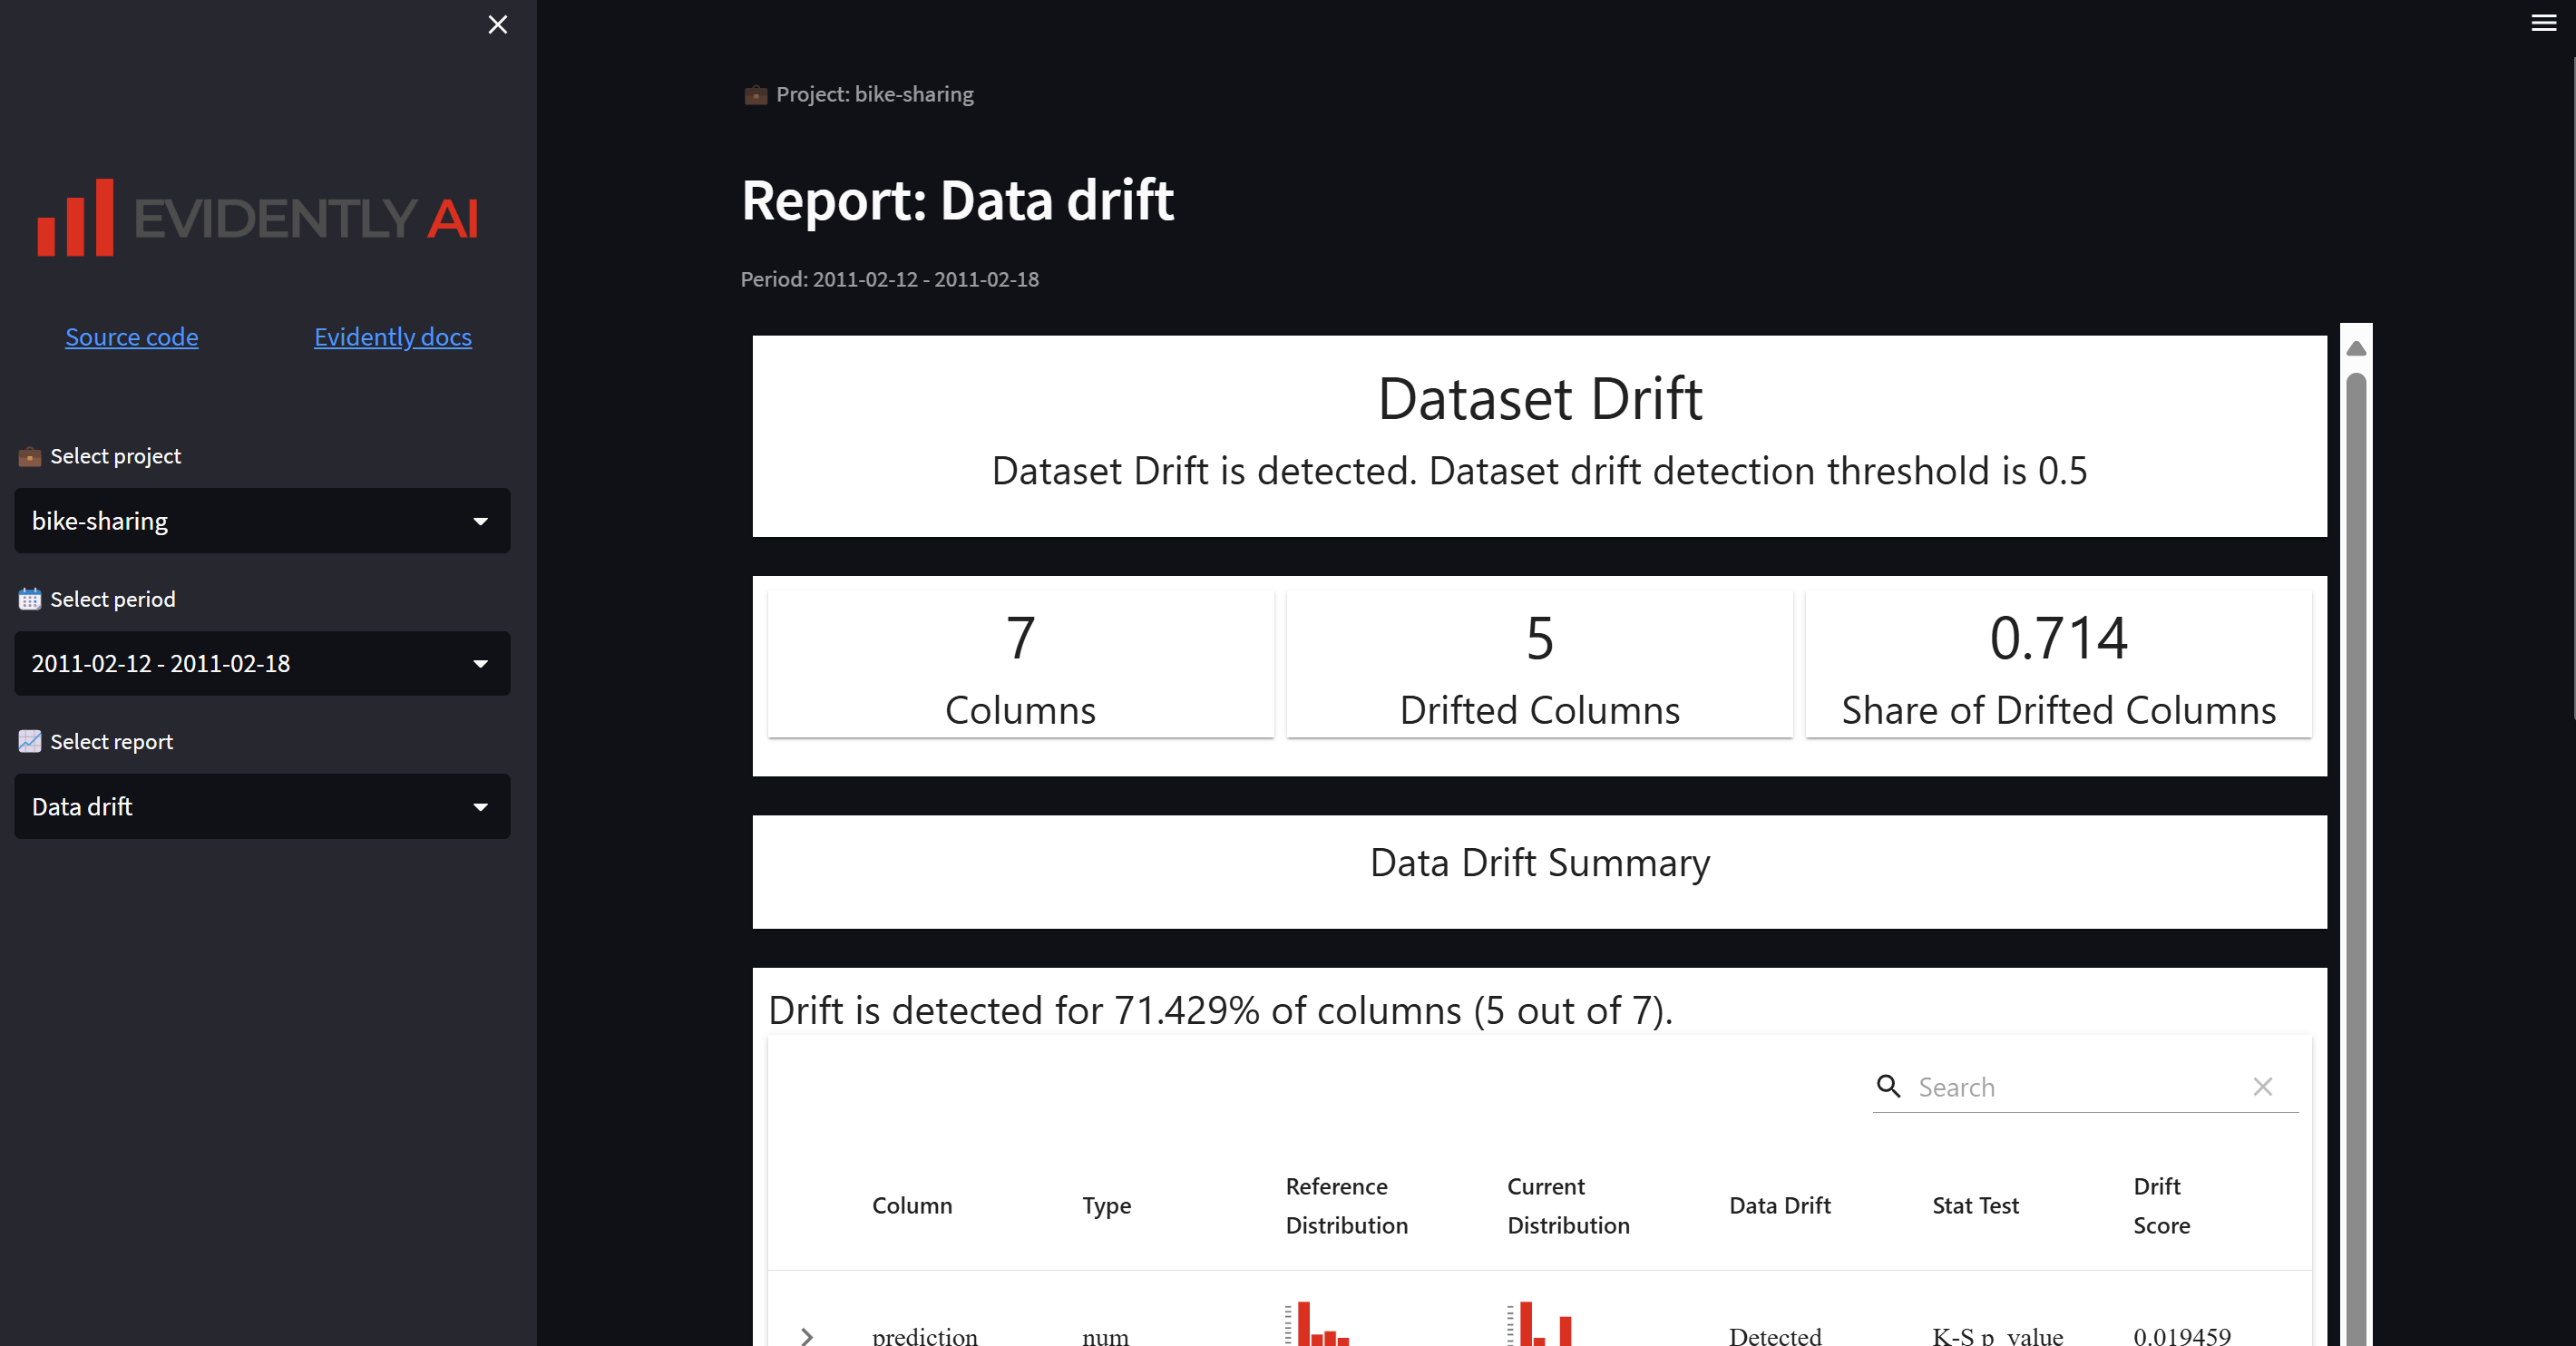 EVIDENTLY AI
Source code
Evidently docs
Select project
bike-sharing
Select period
2011-02-12 - 2011-02-18
Select report
Data drift
Project: bike-sharing
Report: Data drift
Period: 2011-02-12 - 2011-02-18
Dataset Drift
Dataset Drift is detected. Dataset drift detection threshold is 0.5
7
Columns
5
Drifted Columns
0.714
Share of Drifted Columns
Data Drift Summary
Drift is detected for 71.429% of columns (5 out of 7).
Search
Column
Type
Reference
Distribution
Current
Distribution
Data Drift
Stat Test
Drift
Score
prediction
num
Detected
K-S p_value
0.019459